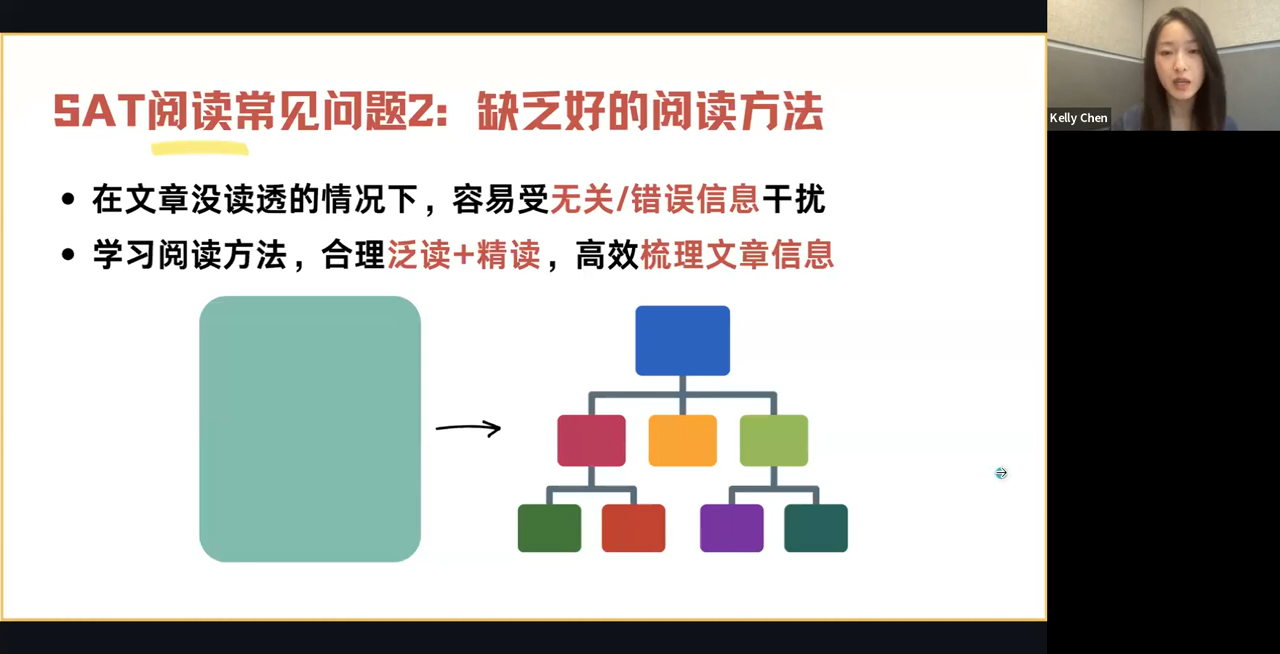 SAT阅读常见问题2：缺乏好的阅读方法
在文章没读透的情况下，容易受无关/错误信息干扰
学习阅读方法，合理泛读+精读，高效梳理文章信息
Kelly Chen